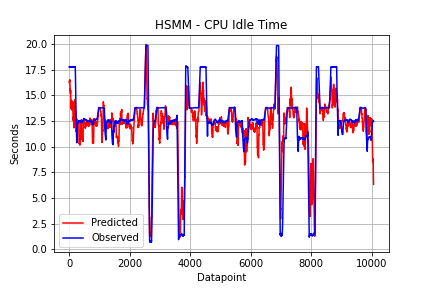 HSMM - CPU Idle Time
20.0
17.5
15.0
12.5
10.0
7.5
5.0
2.5
0.0
Seconds
Predicted
Observed
0 2000 4000 6000 8000 10000
Datapoint